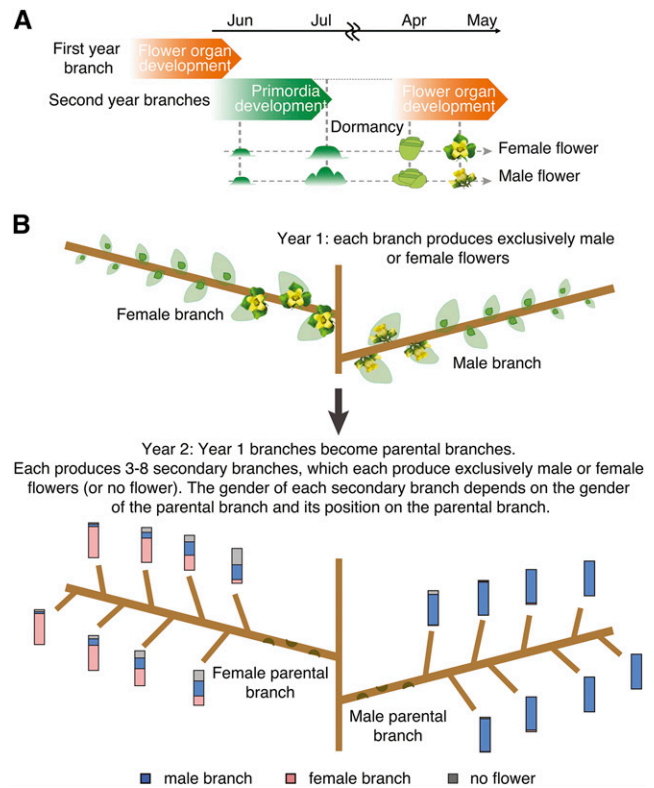 A
Jun Jul Apr May
First year
branch
Flower organ
development
Second year branches
Primordia
development
Flower organ
development
Dormancy
Female flower
Male flower
B
Year 1: each branch produces exclusively male
or female flowers
Female branch
Male branch
Year 2: Year 1 branches become parental branches.
Each produces 3-8 secondary branches, which each produce exclusively male or female
flowers (or no flower). The gender of each secondary branch depends on the gender
of the parental branch and its position on the parental branch.
Female parental
branch
Male parental
branch
male branch female branch no flower